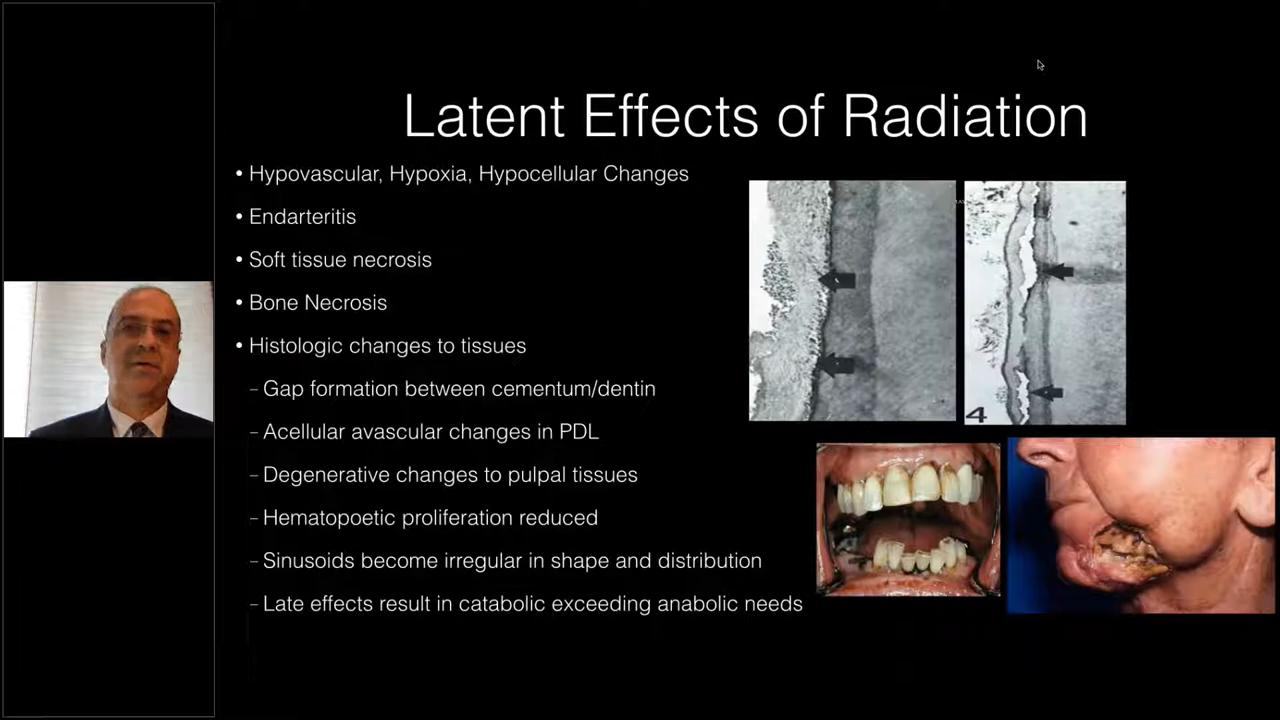 Latent Effects of Radiation
• Hypovascular, Hypoxia, Hypocellular Changes
• Endarteritis
• Soft tissue necrosis
• Bone Necrosis
• Histologic changes to tissues
– Gap formation between cementum/dentin
– Acellular avascular changes in PDL
– Degenerative changes to pulpal tissues
– Hematopoetic proliferation reduced
– Sinusoids become irregular in shape and distribution
– Late effects result in catabolic exceeding anabolic needs
4